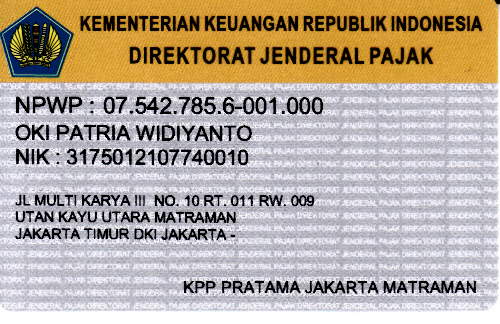 KEMENTERIAN KEUANGAN REPUBLIK INDONESIA
DIREKTORAT JENDERAL PAJAK
NPWP : 07.542.785.6-001.000
OKI PATRIA WIDIYANTO
NIK : 3175012107740010
JL MULTI KARYA III NO. 10 RT. 011 RW. 009
UTAN KAYU UTARA MATRAMAN
JAKARTA TIMUR DKI JAKARTA -
KPP PRATAMA JAKARTA MATRAMAN